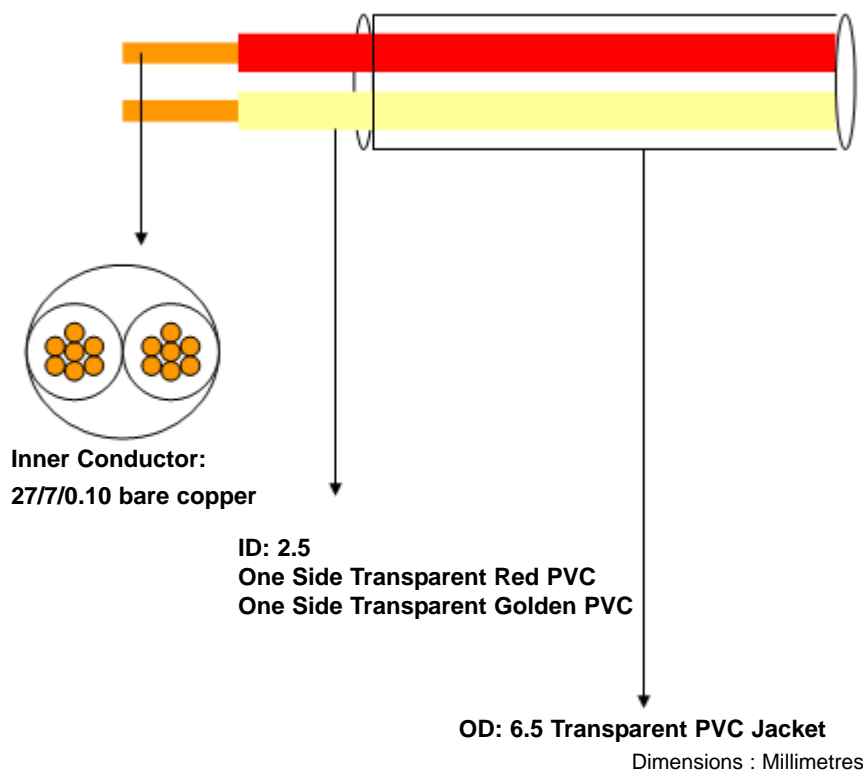 Inner Conductor:
27/7/0.10 bare copper
ID: 2.5
One Side Transparent Red PVC
One Side Transparent Golden PVC
OD: 6.5 Transparent PVC Jacket
Dimensions : Millimetres